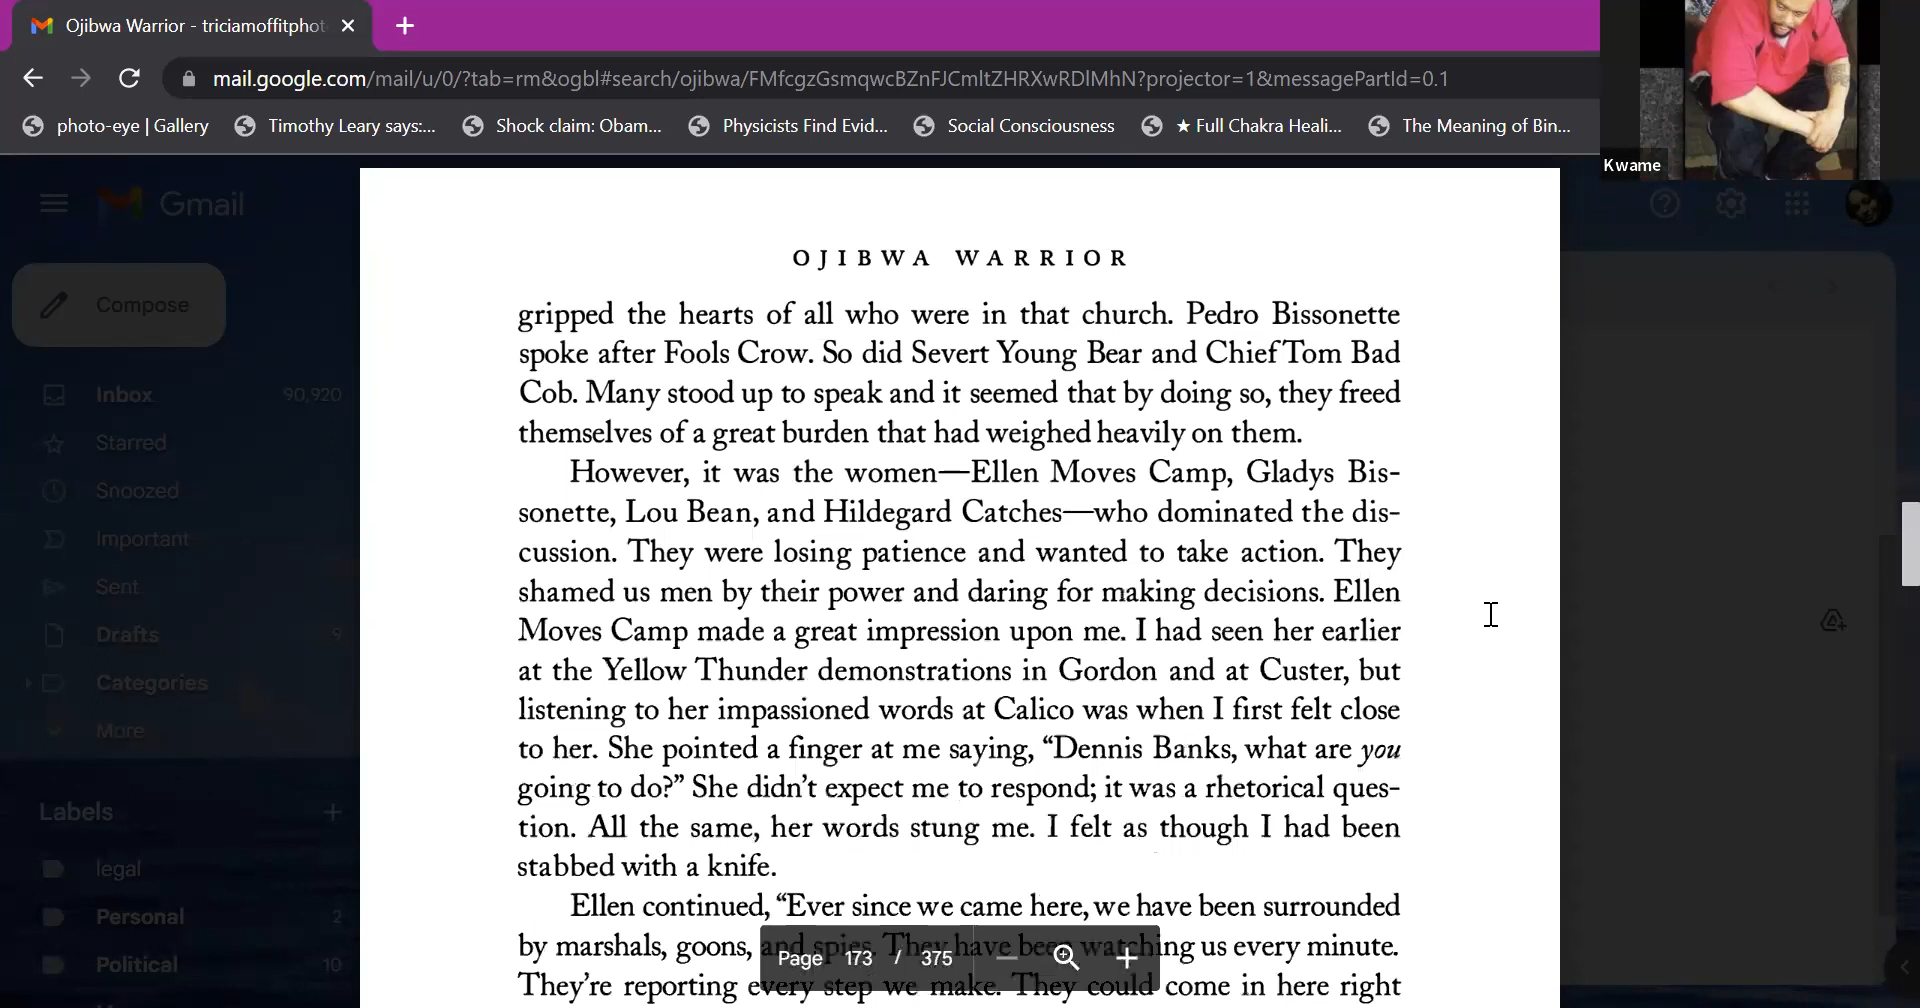 Ojibwa Warrior - triciamoffitphot
mail.google.com/mail/u/0/?tab=rm&ogbl#search/ojibwa/FMfcgzGsmqwcBZnFJCmltZHRXwRDlMhN?projector=1&messagePartId=0.1
photo-eye | Gallery
Timothy Leary says:...
Shock claim: Obam...
Physicists Find Evid...
Social Consciousness
★ Full Chakra Heali...
The Meaning of Bin...
Kwame
Gmail
Compose
Inbox 90,920
Starred
Snoozed
Important
Sent
Drafts 9
Categories
More
Labels
legal
Personal 2
Political 10
OJIBWA WARRIOR
gripped the hearts of all who were in that church. Pedro Bissonette
spoke after Fools Crow. So did Severt Young Bear and Chief Tom Bad
Cob. Many stood up to speak and it seemed that by doing so, they freed
themselves of a great burden that had weighed heavily on them.
However, it was the women—Ellen Moves Camp, Gladys Bis-
sonette, Lou Bean, and Hildegard Catches—who dominated the dis-
cussion. They were losing patience and wanted to take action. They
shamed us men by their power and daring for making decisions. Ellen
Moves Camp made a great impression upon me. I had seen her earlier
at the Yellow Thunder demonstrations in Gordon and at Custer, but
listening to her impassioned words at Calico was when I first felt close
to her. She pointed a finger at me saying, “Dennis Banks, what are you
going to do?” She didn’t expect me to respond; it was a rhetorical ques-
tion. All the same, her words stung me. I felt as though I had been
stabbed with a knife.
Ellen continued, “Ever since we came here, we have been surrounded
by marshals, goons, and spies. They have been watching us every minute.
They’re reporting every step we make. They could come in here right
Page 173 / 375